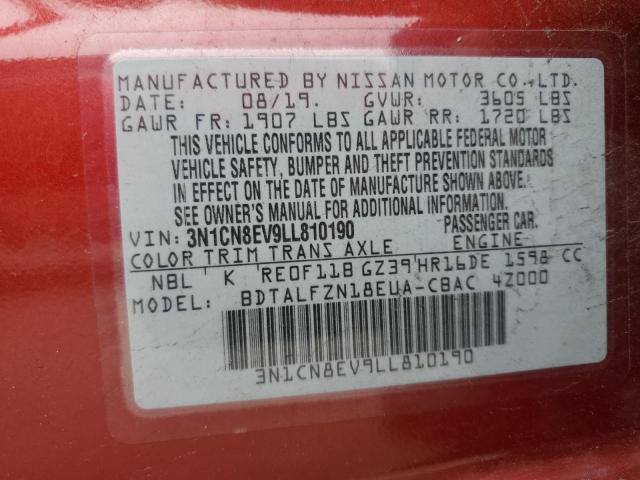 MANUFACTURED BY NISSAN MOTOR CO.,LTD.
DATE: 08/19. GVWR: 3605 LBS
GAWR FR: 1907 LBS GAWR RR: 1720 LBS
THIS VEHICLE CONFORMS TO ALL APPLICABLE FEDERAL MOTOR
VEHICLE SAFETY, BUMPER AND THEFT PREVENTION STANDARDS
IN EFFECT ON THE DATE OF MANUFACTURE SHOWN ABOVE.
SEE OWNER'S MANUAL FOR ADDITIONAL INFORMATION.
VIN: 3N1CN8EV9LL810190 PASSENGER CAR.
COLOR TRIM TRANS AXLE ENGINE
NBL K RE0F11B GZ39 HR16DE 1598 CC
MODEL: BDTALFZN18EUA-CBAC 4Z000
3N1CN8EV9LL810190